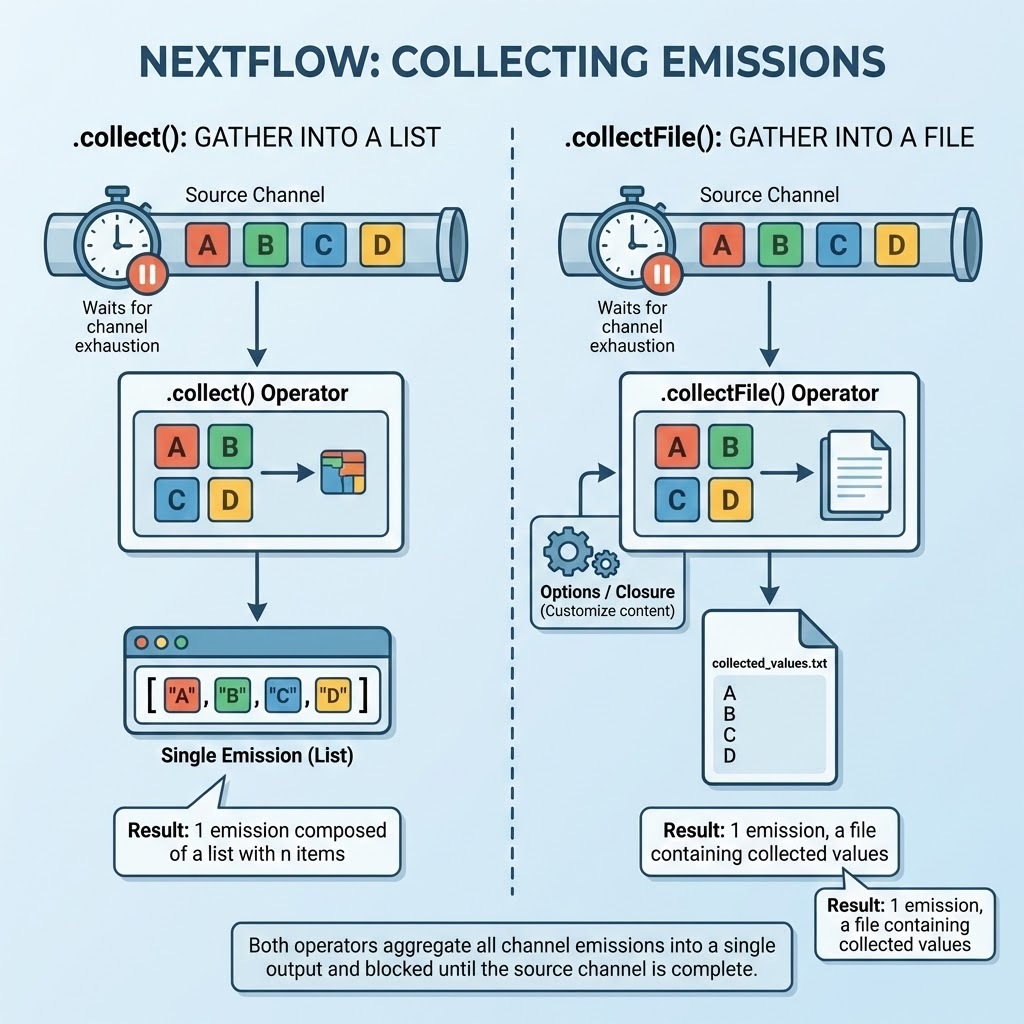 NEXTFLOW: COLLECTING EMISSIONS
.collect(): GATHER INTO A LIST
Source Channel
A B C D
Waits for
channel
exhaustion
.collect() Operator
A B
C D
["A", "B", "C", "D"]
Single Emission (List)
Result: 1 emission composed
of a list with n items
.collectFile(): GATHER INTO A FILE
Source Channel
A B C D
Waits for
channel
exhaustion
.collectFile() Operator
A B
C D
Options / Closure
(Customize content)
collected_values.txt
A
B
C
D
Result: 1 emission, a file
containing collected values
Result: 1 emission,
a file containing
collected values
Both operators aggregate all channel emissions into a single
output and blocked until the source channel is complete.